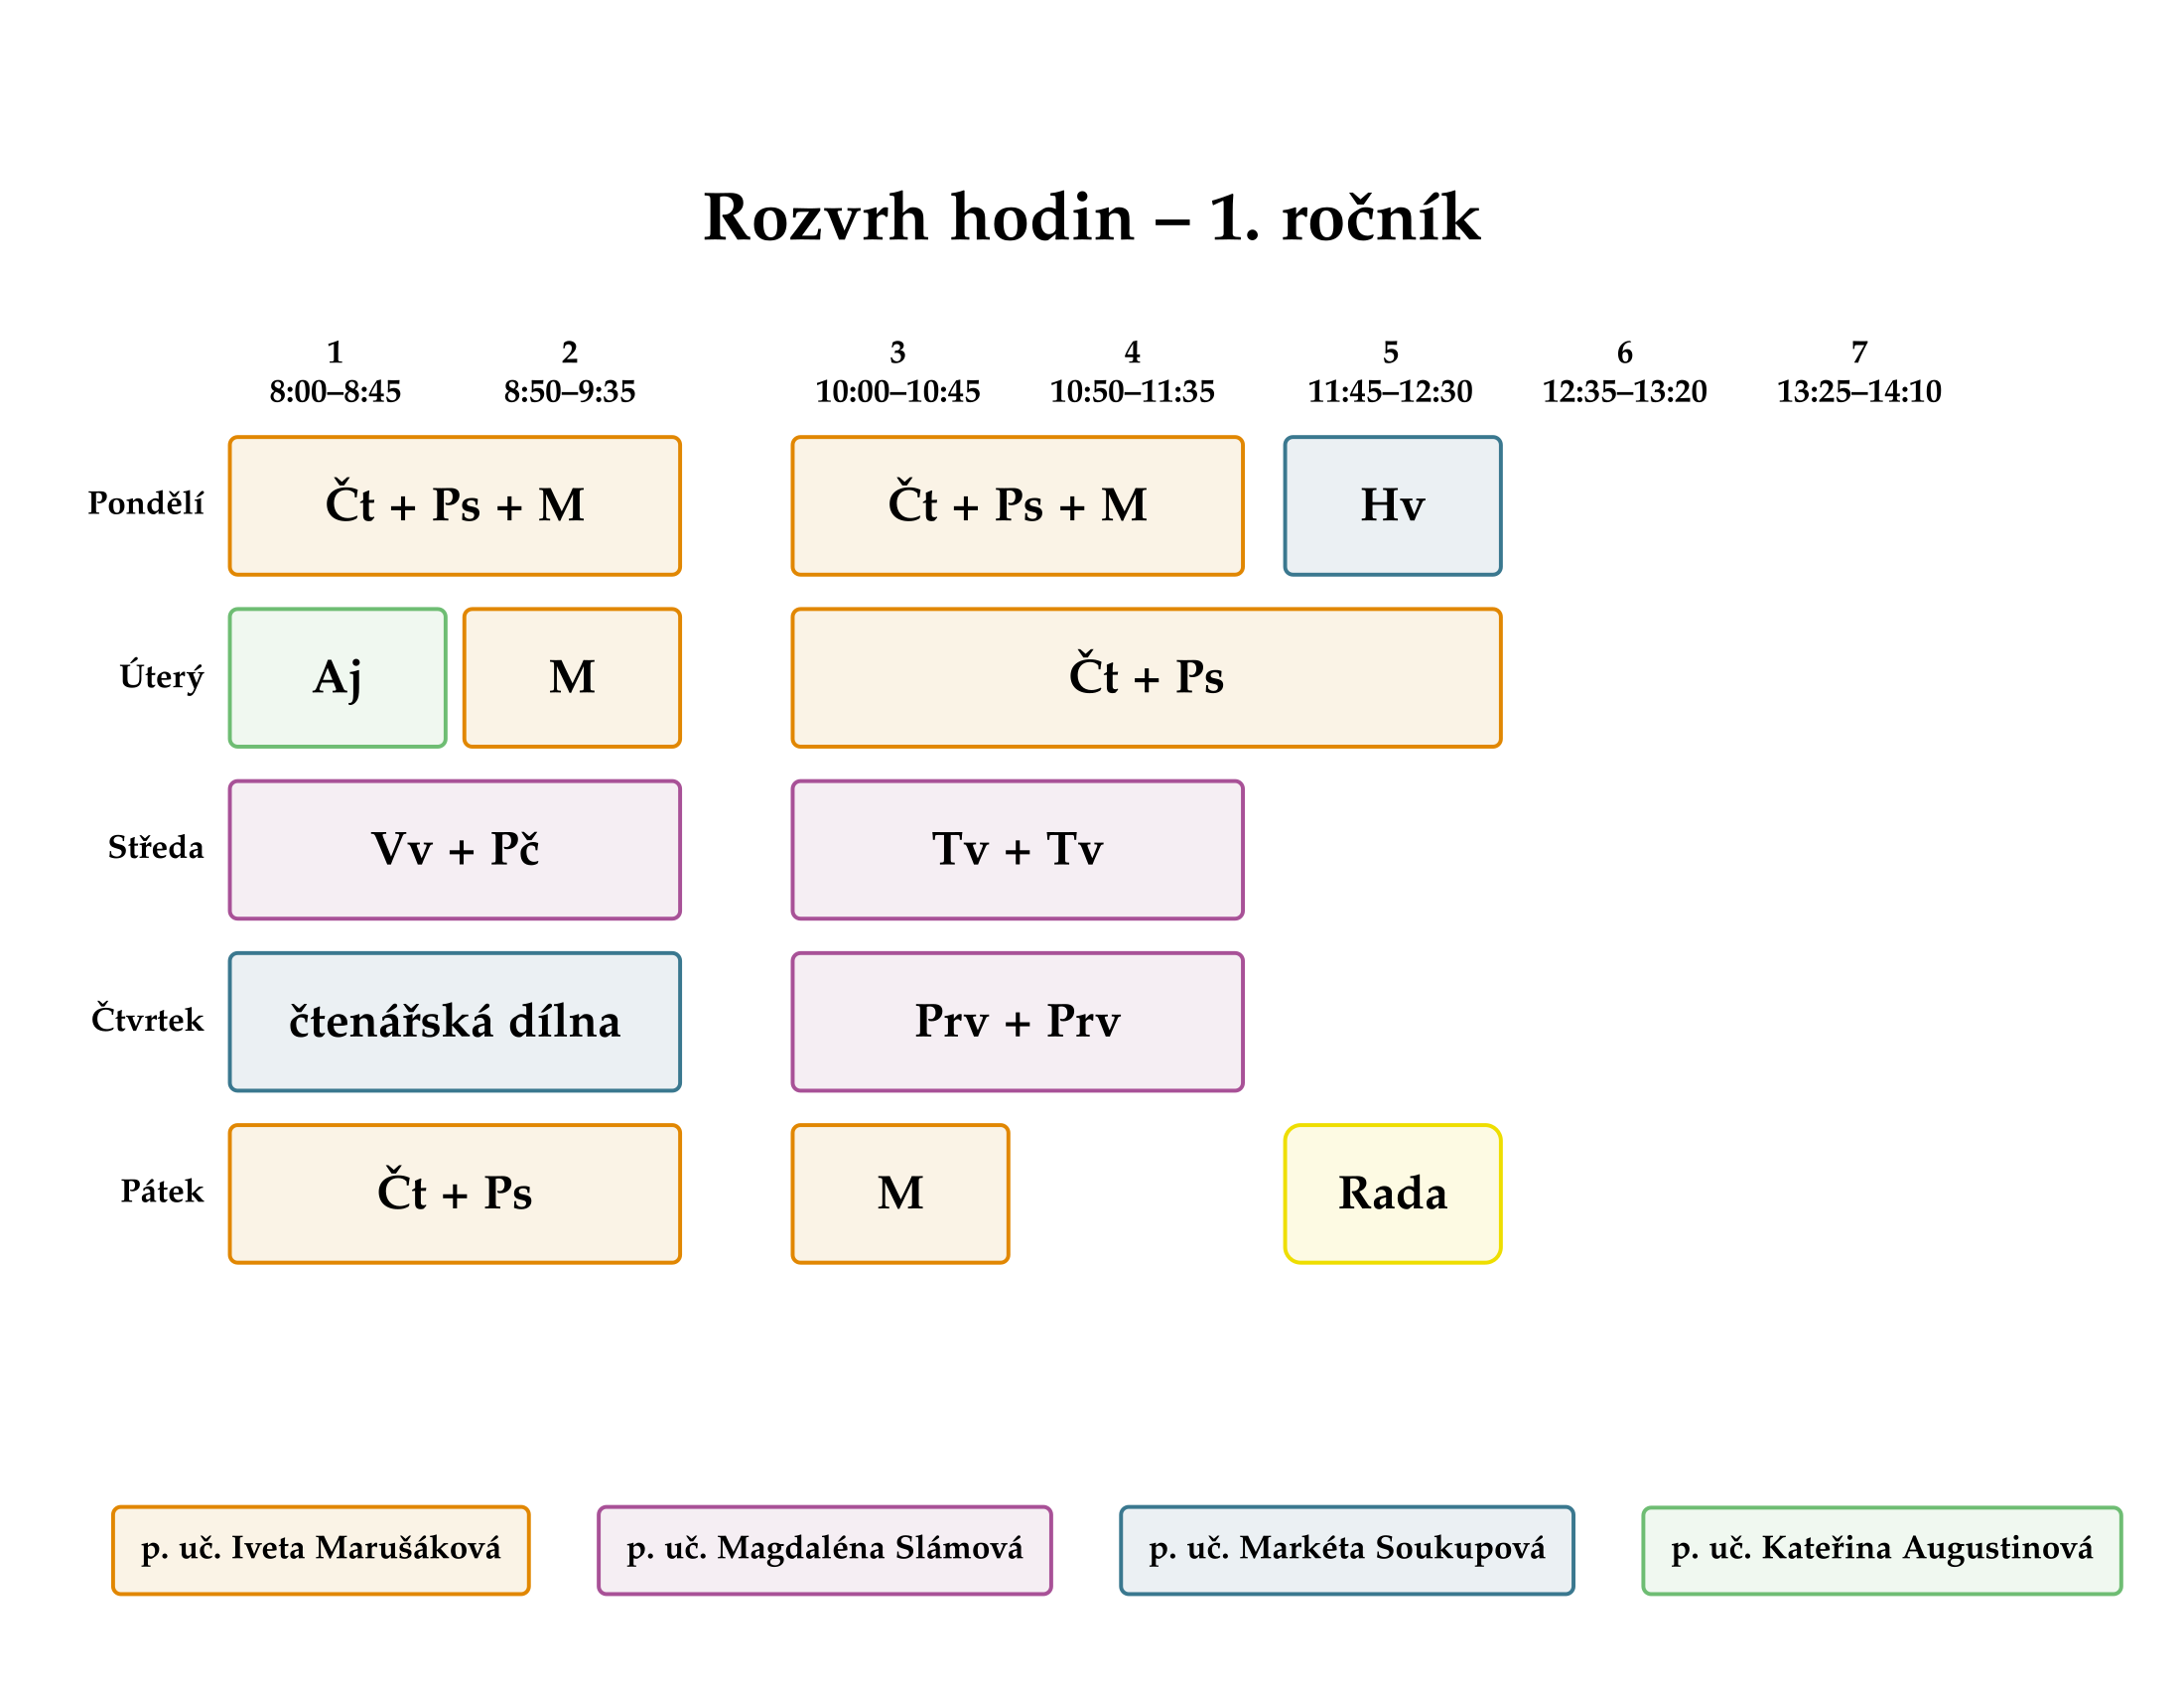 Rozvrh hodin – 1. ročník
1 2 3 4 5 6 7
8:00–8:45 8:50–9:35 10:00–10:45 10:50–11:35 11:45–12:30 12:35–13:20 13:25–14:10
Pondělí Čt + Ps + M Čt + Ps + M Hv
Úterý Aj M Čt + Ps
Středa Vv + Pč Tv + Tv
Čtvrtek čtenářská dílna Prv + Prv
Pátek Čt + Ps M Rada
p. uč. Iveta Marušáková p. uč. Magdaléna Slámová p. uč. Markéta Soukupová p. uč. Kateřina Augustinová